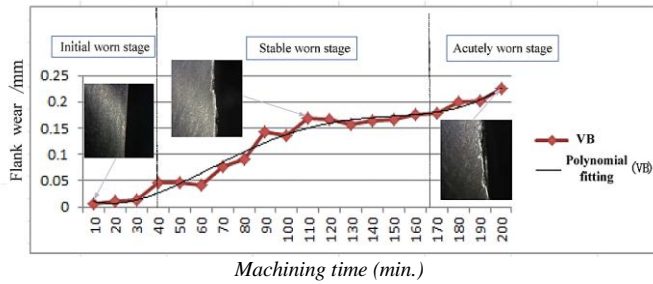 Initial worn stage
Stable worn stage
Acutely worn stage
Flank wear /mm
0.25
0.2
0.15
0.1
0.05
0
10 20 30 40 50 60 70 80 90 100 110 120 130 140 150 160 170 180 190 200
VB
Polynomial
fitting (VB)
Machining time (min.)